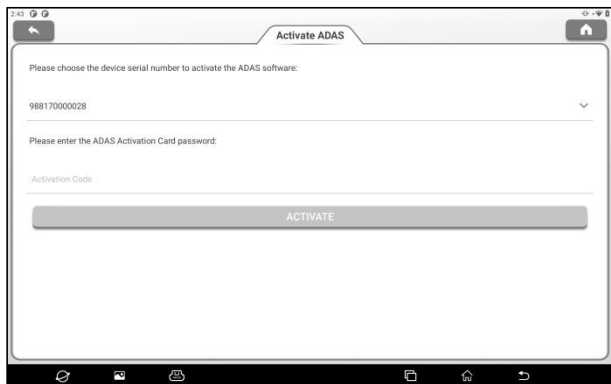 2:43
Activate ADAS
Please choose the device serial number to activate the ADAS software:
988170000028
Please enter the ADAS Activation Card password:
Activation Code
ACTIVATE